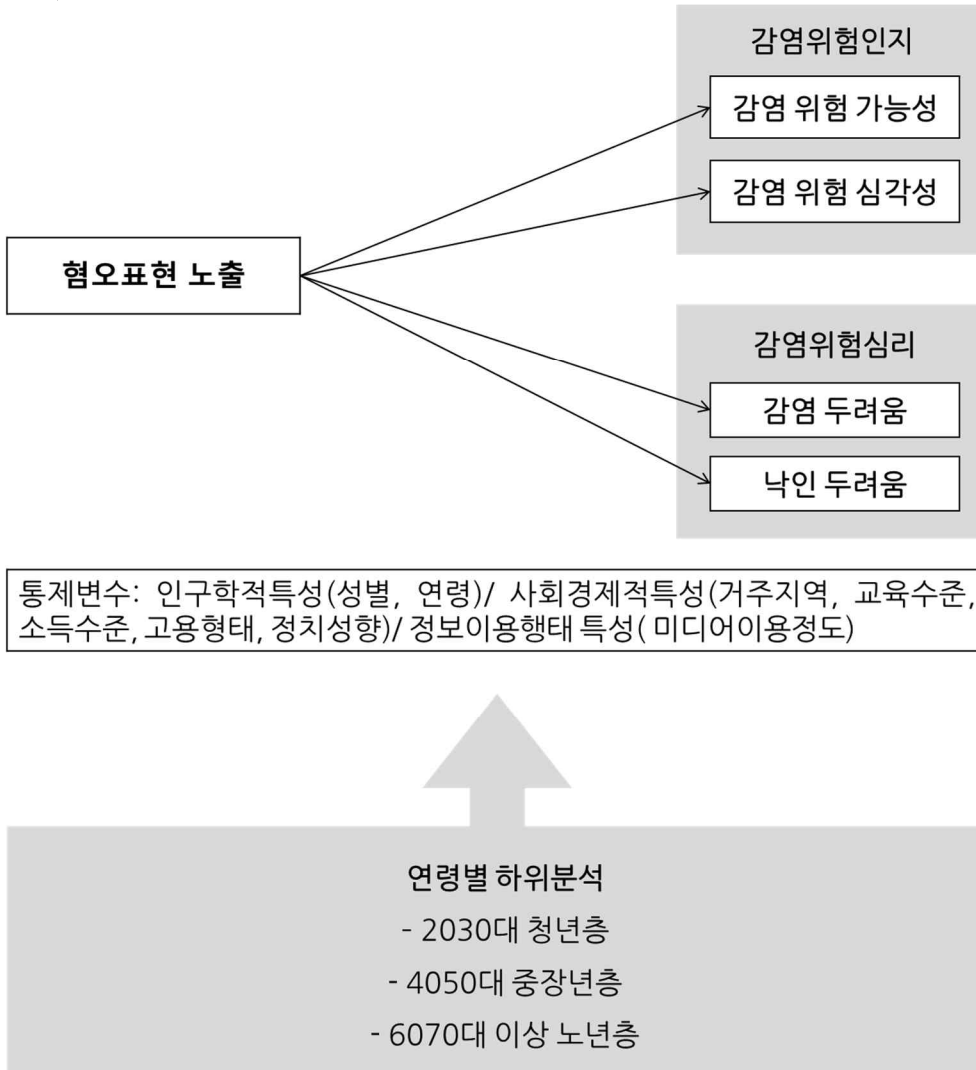 감염위험인지
감염 위험 가능성
감염 위험 심각성
혐오표현 노출
감염위험심리
감염 두려움
낙인 두려움
통제변수: 인구학적특성(성별, 연령)/ 사회경제적특성(거주지역, 교육수준,
소득수준, 고용형태, 정치성향)/ 정보이용행태 특성( 미디어이용정도)
연령별 하위분석
- 2030대 청년층
- 4050대 중장년층
- 6070대 이상 노년층